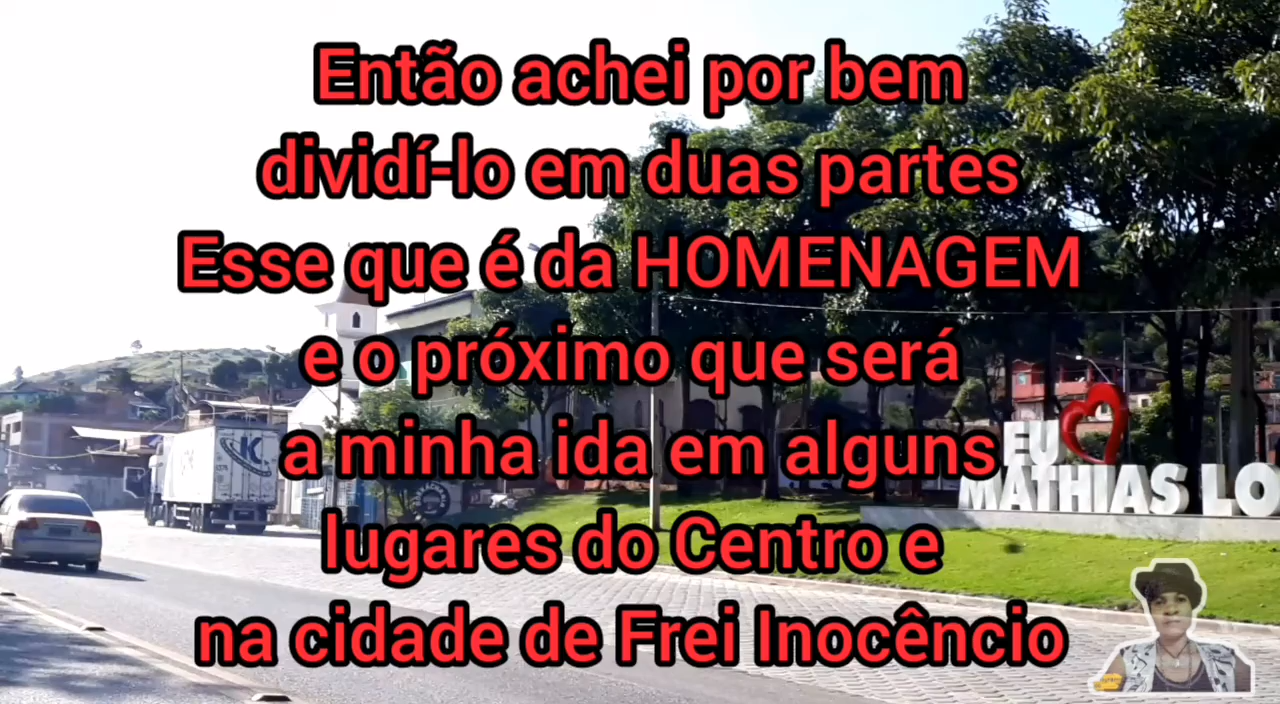 Então achei por bem
dividí-lo em duas partes
Esse que é da HOMENAGEM
e o próximo que será
a minha ida em alguns
lugares do Centro e
na cidade de Frei Inocêncio
K
EU
MATHIAS LO